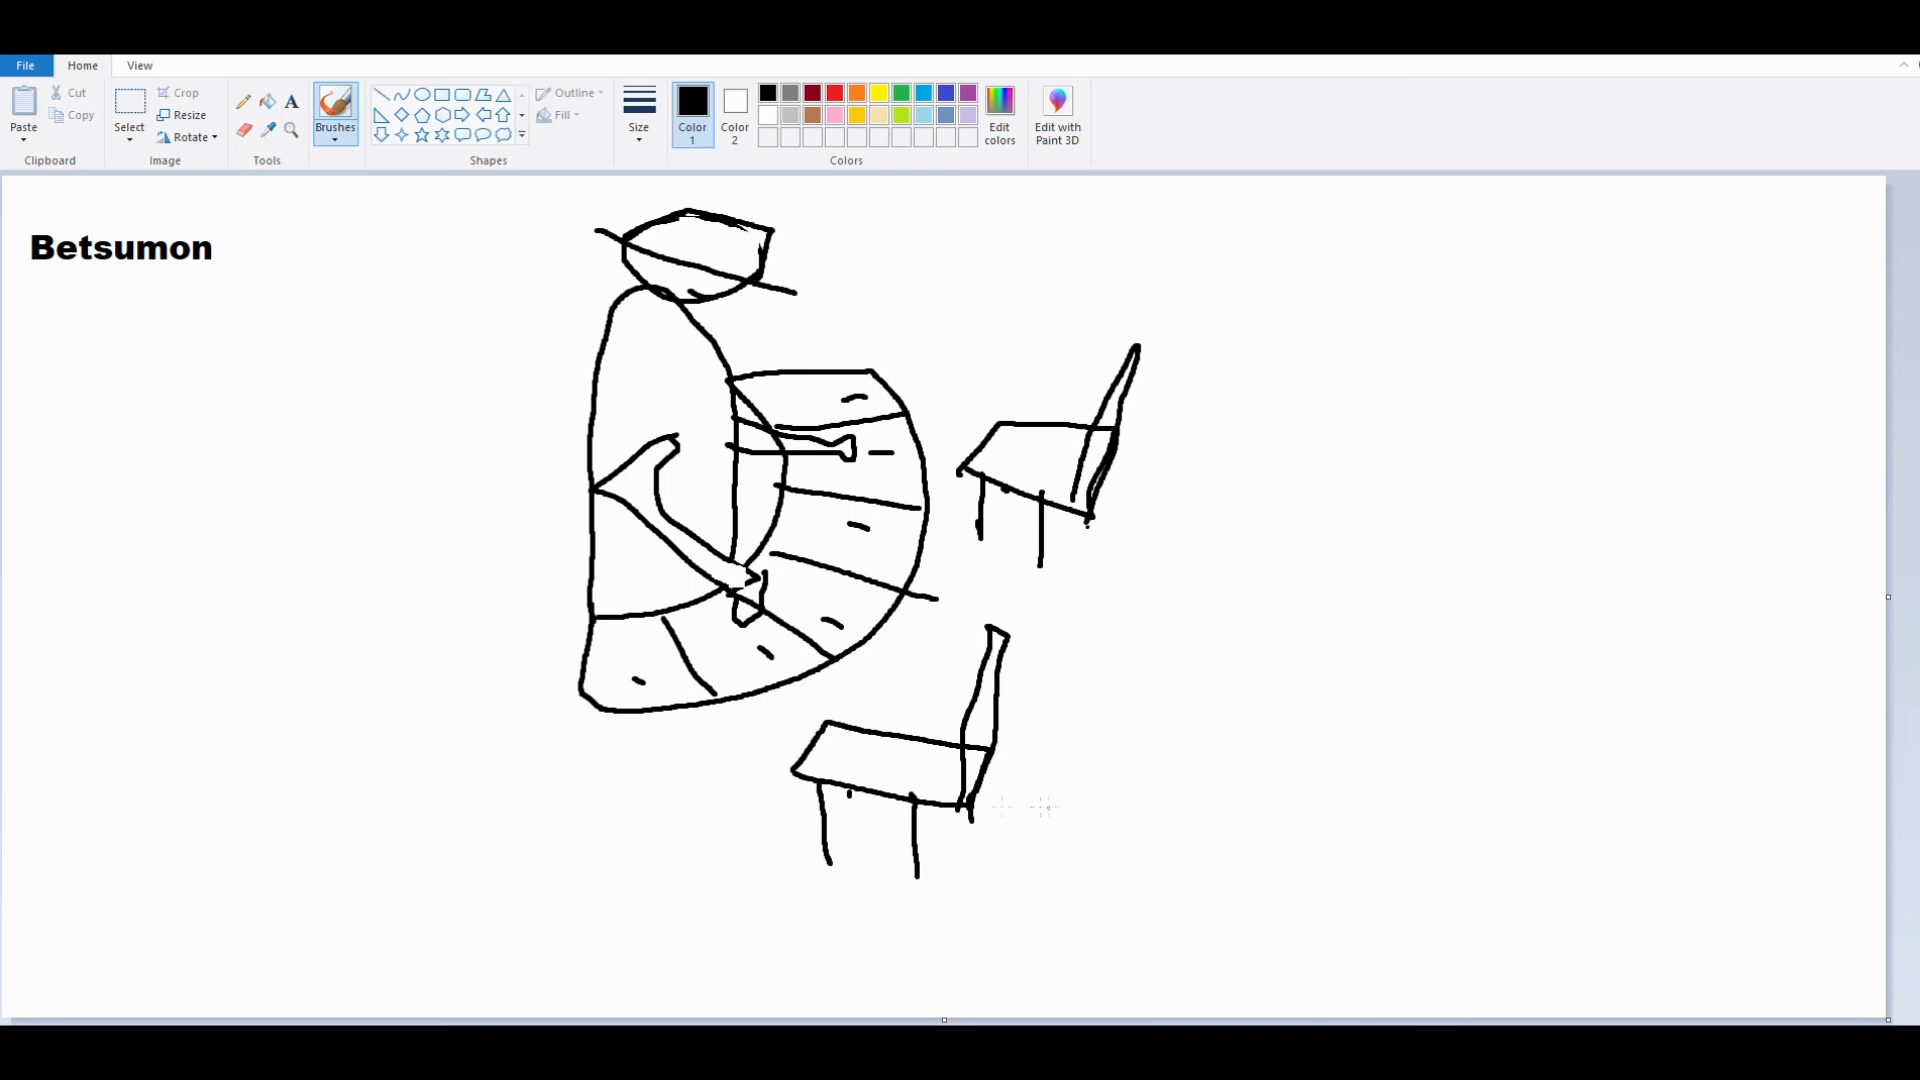 File Home View
Paste
Cut
Copy
Clipboard
Select
Crop
Resize
Rotate
Image
A
Tools
Brushes
Shapes
Outline
Fill
Size
Color 1
Color 2
Edit colors
Colors
Edit with Paint 3D
Betsumon